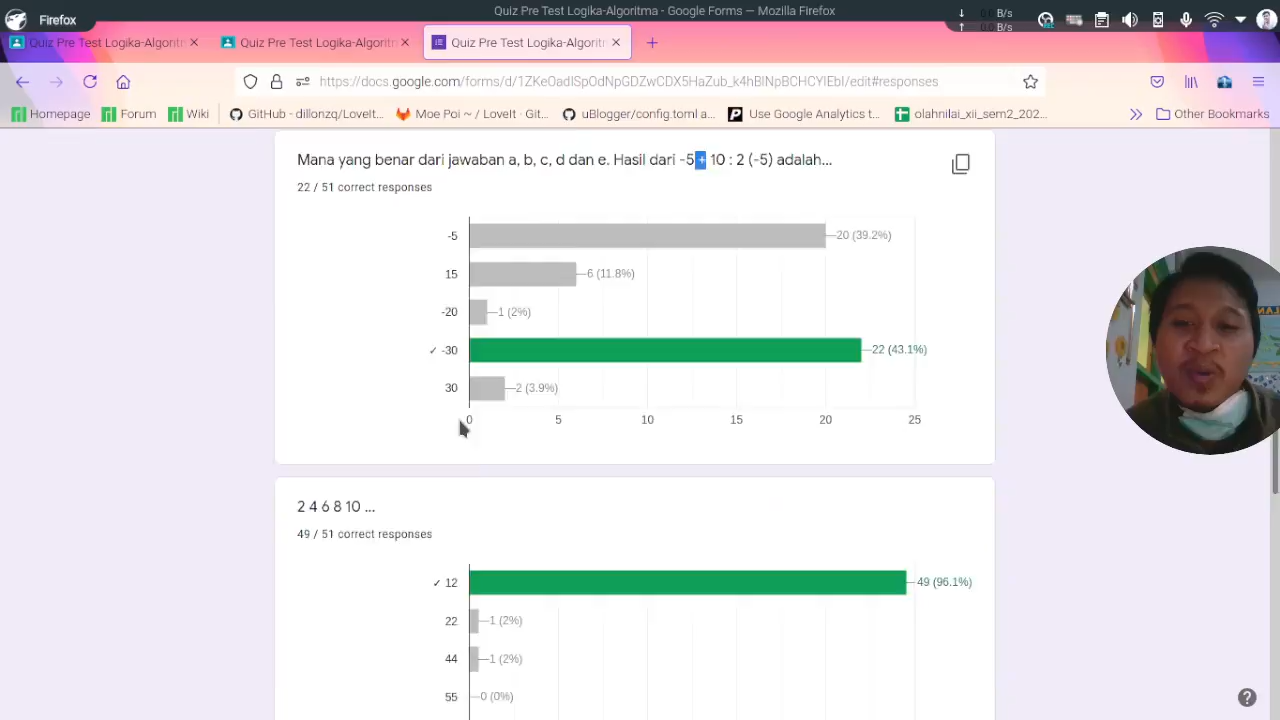 Quiz Pre Test Logika-Algoritma - Google Forms — Mozilla Firefox
Firefox
Quiz Pre Test Logika-Algoritm
Quiz Pre Test Logika-Algoritm
Quiz Pre Test Logika-Algoritm
https://docs.google.com/forms/d/1ZKeOadISpOdNpGDZwCDX5HaZub_k4hBlNpBCHCYlEbI/edit#responses
Homepage
Forum
Wiki
GitHub - dillonzq/LoveIt...
Moe Poi ~ / LoveIt · Git...
uBlogger/config.toml a...
Use Google Analytics t...
olahnilai_xii_sem2_202...
Other Bookmarks
Mana yang benar dari jawaban a, b, c, d dan e. Hasil dari -5 + 10 : 2 (-5) adalah...
22 / 51 correct responses
-5
20 (39.2%)
15
6 (11.8%)
-20
1 (2%)
✓ -30
22 (43.1%)
30
2 (3.9%)
0 5 10 15 20 25
2 4 6 8 10 ...
49 / 51 correct responses
✓ 12
49 (96.1%)
22
1 (2%)
44
1 (2%)
55
0 (0%)